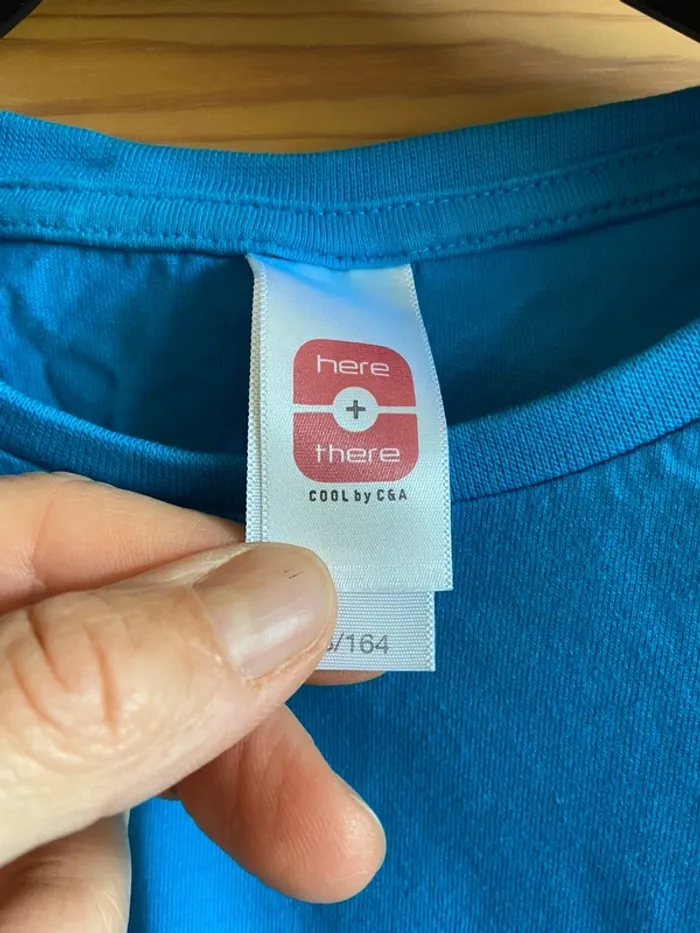 here
+
there
COOL by C&A
/164